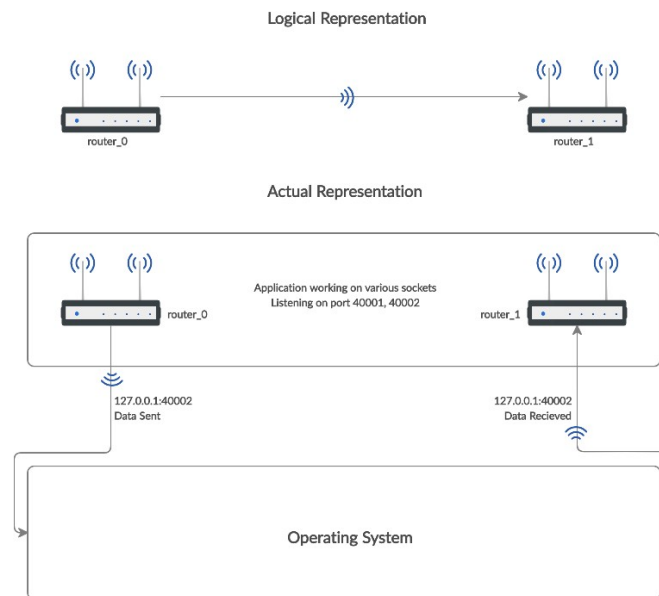 Logical Representation
router_0
router_1
Actual Representation
Application working on various sockets
Listening on port 40001, 40002
router_0
router_1
127.0.0.1:40002
Data Sent
127.0.0.1:40002
Data Recieved
Operating System